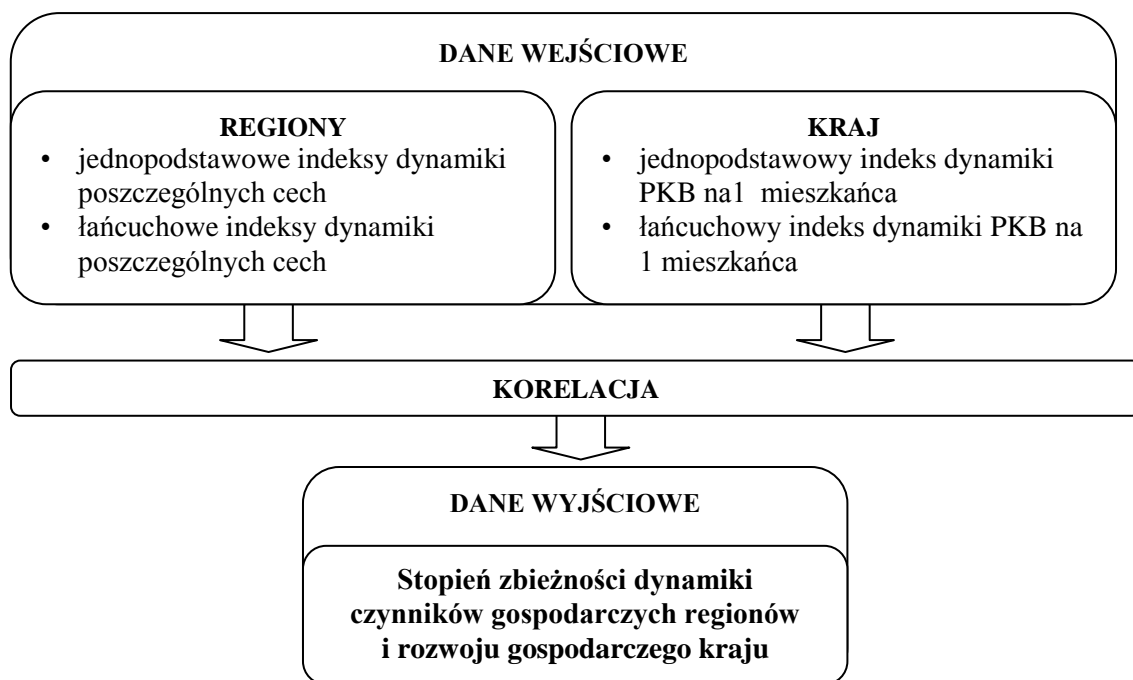 DANE WEJŚCIOWE
REGIONY
• jednopodstawowe indeksy dynamiki
poszczególnych cech
• łańcuchowe indeksy dynamiki
poszczególnych cech
KRAJ
• jednopodstawowy indeks dynamiki
PKB na1 mieszkańca
• łańcuchowy indeks dynamiki PKB na
1 mieszkańca
KORELACJA
DANE WYJŚCIOWE
Stopień zbieżności dynamiki
czynników gospodarczych regionów
i rozwoju gospodarczego kraju